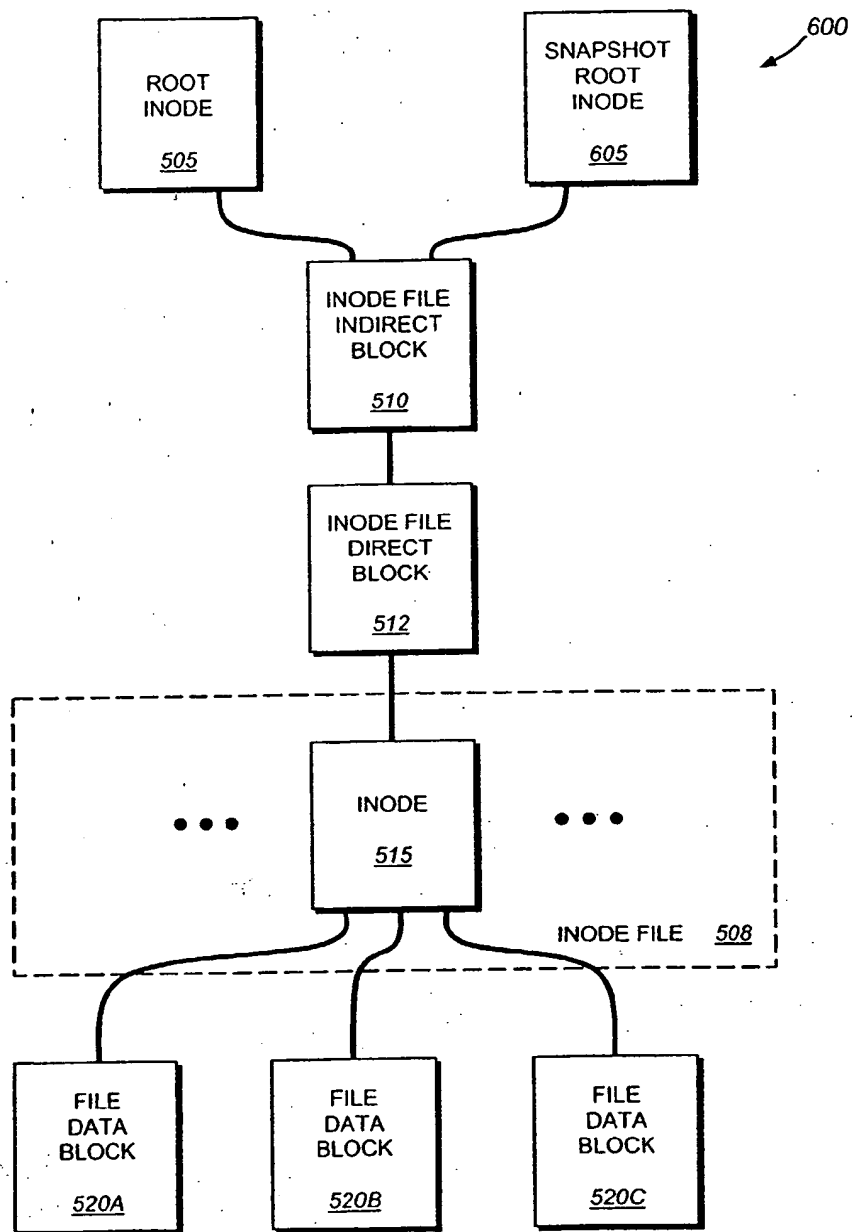 600
ROOT
INODE
505
SNAPSHOT
ROOT
INODE
605
INODE FILE
INDIRECT
BLOCK
510
INODE FILE
DIRECT
BLOCK
512
INODE
515
INODE FILE 508
FILE
DATA
BLOCK
520A
FILE
DATA
BLOCK
520B
FILE
DATA
BLOCK
520C